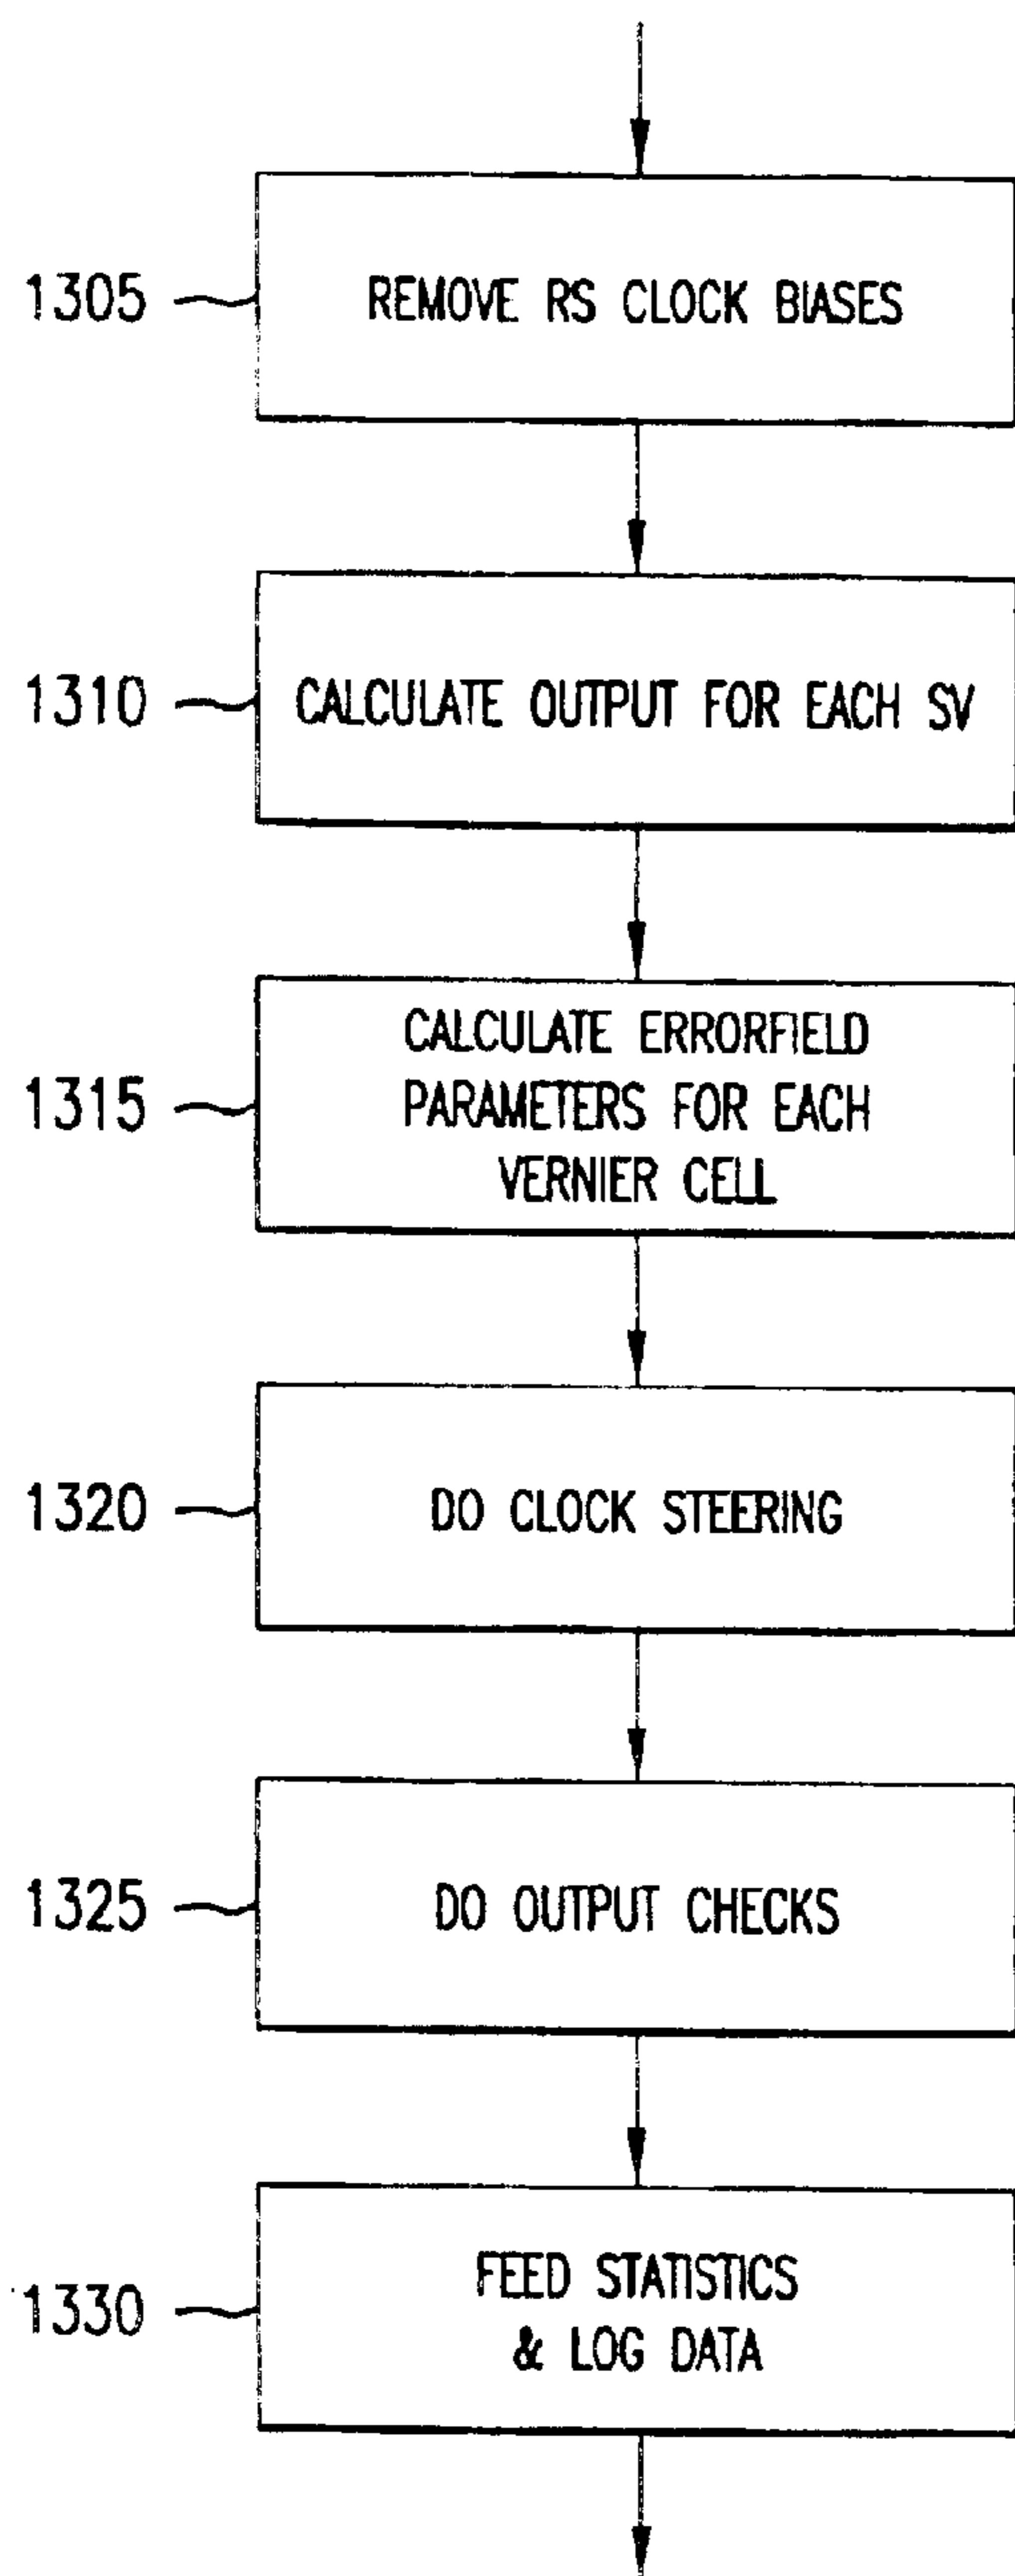 1305
REMOVE RS CLOCK BIASES
1310
CALCULATE OUTPUT FOR EACH SV
1315
CALCULATE ERRORFIELD
PARAMETERS FOR EACH
VERNIER CELL
1320
DO CLOCK STEERING
1325
DO OUTPUT CHECKS
1330
FEED STATISTICS
& LOG DATA